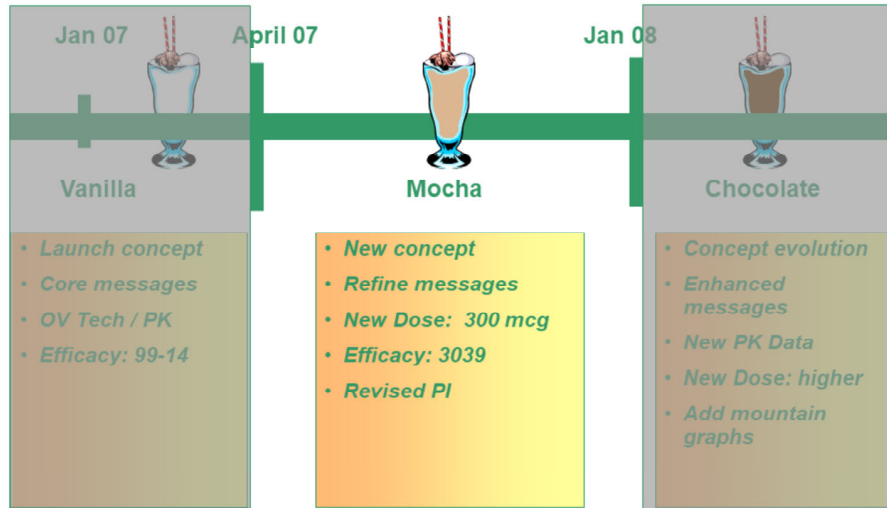 Jan 07
April 07
Jan 08
Vanilla
Mocha
Chocolate
• Launch concept
• Core messages
• OV Tech / PK
• Efficacy: 99-14
• New concept
• Refine messages
• New Dose: 300 mcg
• Efficacy: 3039
• Revised PI
• Concept evolution
• Enhanced
messages
• New PK Data
• New Dose: higher
• Add mountain
graphs